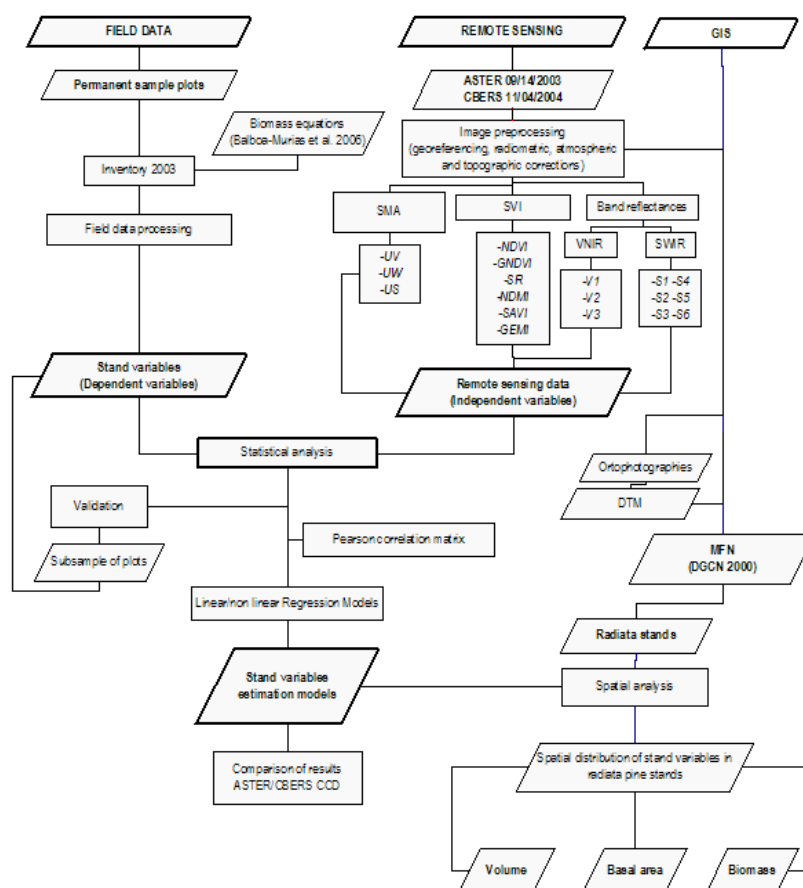 FIELD DATA
REMOTE SENSING
GIS
Permanent sample plots
ASTER 09/14/2003
CBERS 11/04/2004
Biomass equations
(Balboa-Murias et al. 2006)
Image preprocessing
(georeferencing, radiometric, atmospheric
and topographic corrections)
Inventory 2003
SMA
SVI
Band reflectances
Field data processing
VNIR
SWIR
-UV
-UW
-US
-NDVI
-GNDVI
-SR
-NDMI
-SAVI
-GEMI
-V1
-V2
-V3
-S1 -S4
-S2 -S5
-S3 -S6
Stand variables
(Dependent variables)
Remote sensing data
(Independent variables)
Statistical analysis
Ortophotographies
DTM
Validation
Pearson correlation matrix
Subsample of plots
MFN
(DGCN 2000)
Linear/non linear Regression Models
Radiata stands
Stand variables
estimation models
Spatial analysis
Comparison of results
ASTER/CBERS CCD
Spatial distribution of stand variables in
radiata pine stands
Volume
Basal area
Biomass